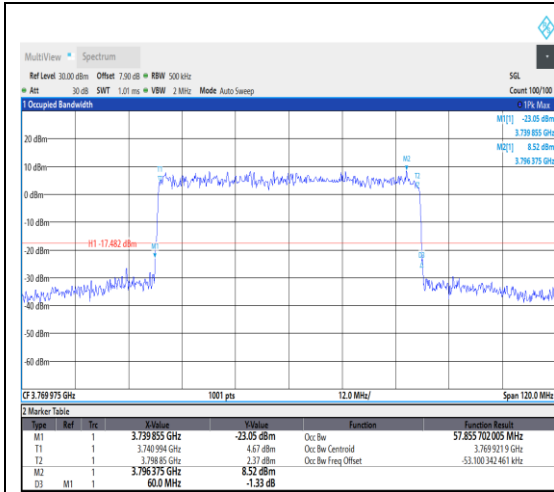 MultiView Spectrum
Ref Level 30.00 dBm Offset 7.90 dB RBW 500 kHz SGL
Att 30 dB SWT 1.01 ms VBW 2 MHz Mode Auto Sweep Count 100/100
1 Occupied Bandwidth 1Pk Max
M1[1] -23.05 dBm
3.739 855 GHz
M2[1] 8.52 dBm
3.796 375 GHz
20 dBm
M2
T1
T2
10 dBm
0 dBm
-10 dBm
H1 -17.482 dBm
M1
-20 dBm
D3
-30 dBm
-40 dBm
-50 dBm
-60 dBm
CF 3.769 975 GHz 1001 pts 12.0 MHz/ Span 120.0 MHz
2 Marker Table
Type Ref Trc X-Value Y-Value Function Function Result
M1 1 3.739 855 GHz -23.05 dBm Occ Bw 57.855 702 005 MHz
T1 1 3.740 994 GHz 4.67 dBm Occ Bw Centroid 3.769 921 9 GHz
T2 1 3.798 85 GHz 2.37 dBm Occ Bw Freq Offset -53.100 342 461 kHz
M2 1 3.796 375 GHz 8.52 dBm
D3 M1 1 60.0 MHz -1.33 dB